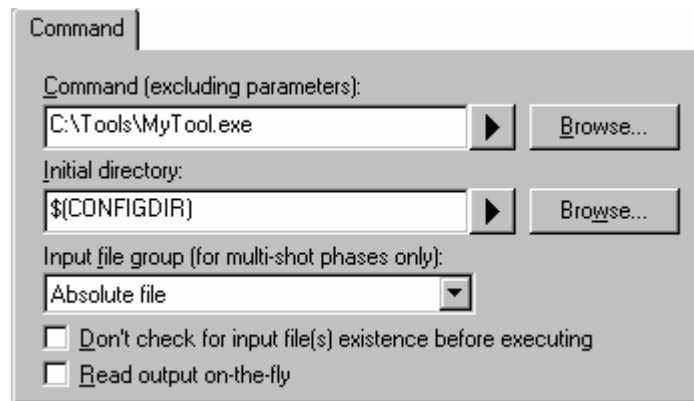 Command
Command (excluding parameters):
C:\Tools\MyTool.exe
Browse...
Initial directory:
$(CONFIGDIR)
Browse...
Input file group (for multi-shot phases only):
Absolute file
Don't check for input file(s) existence before executing
Read output on-the-fly